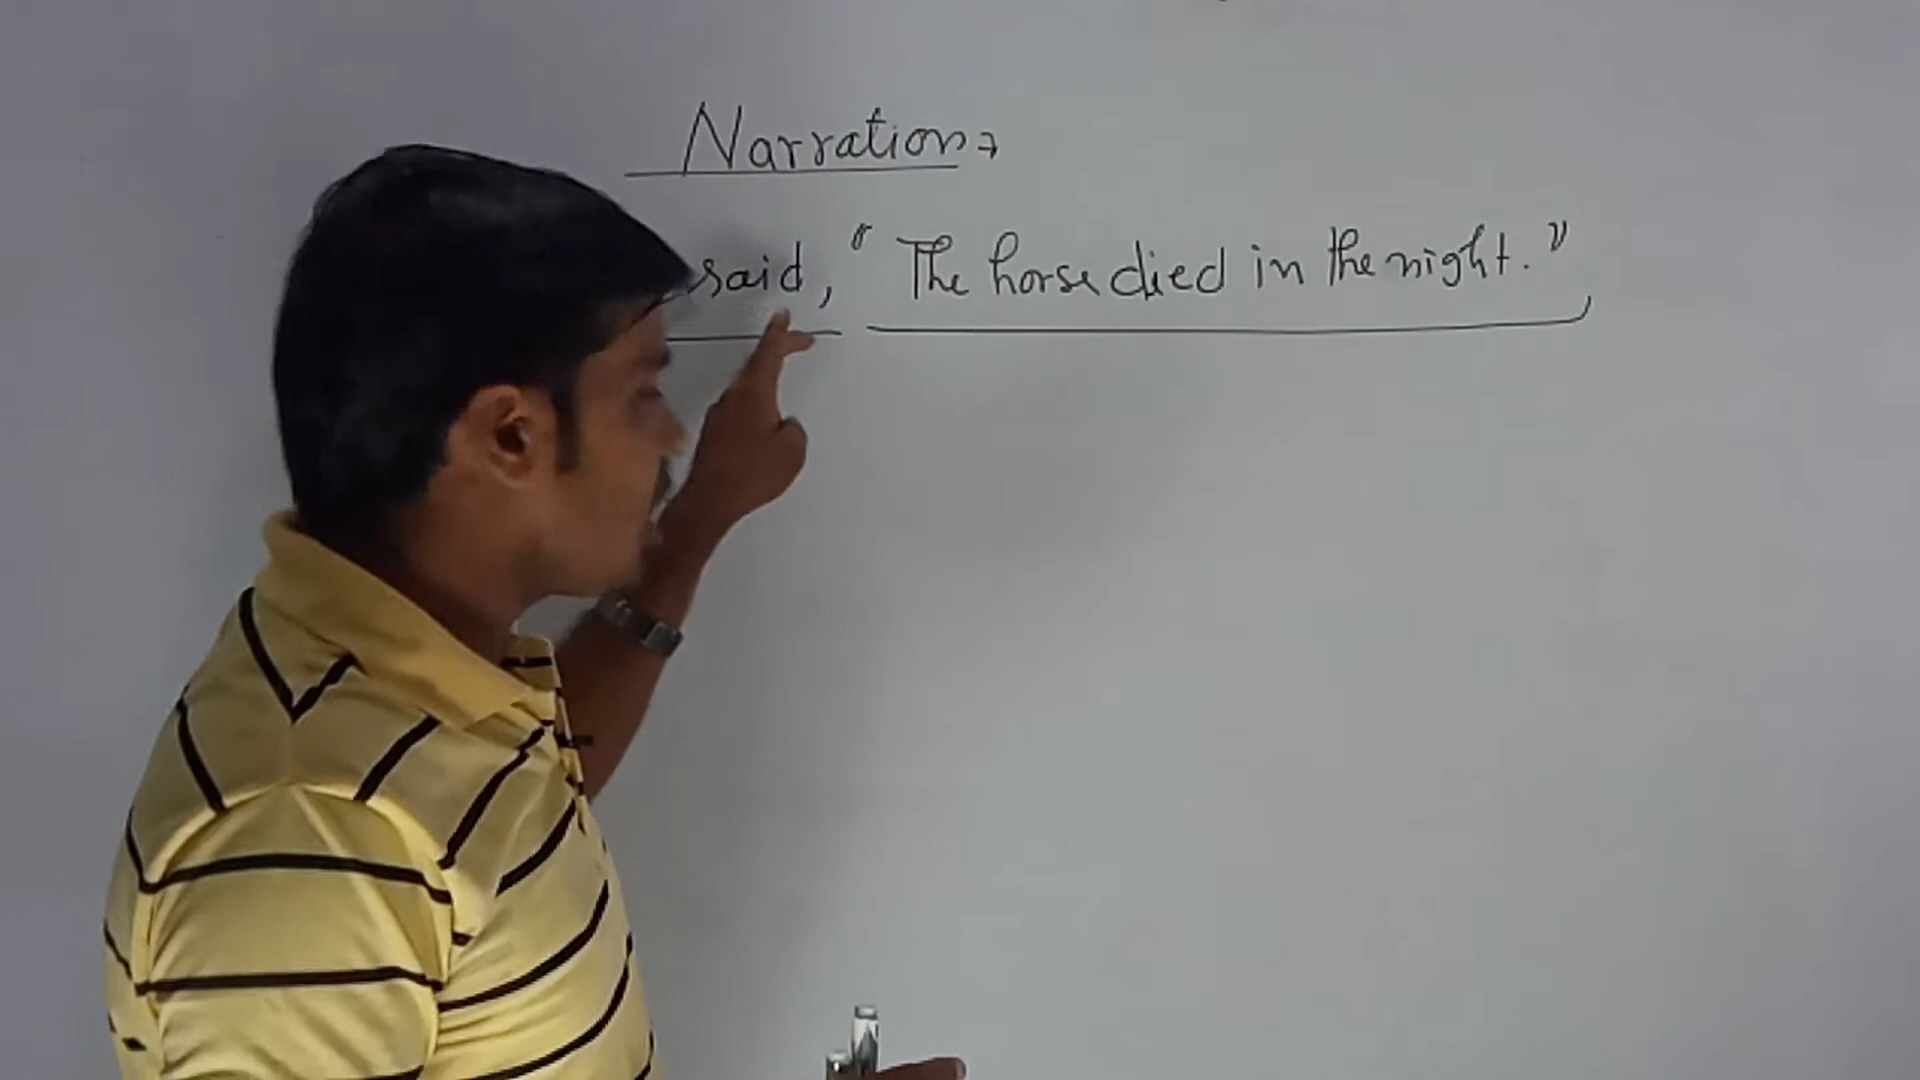 Narration→
said, "The horse died in the night."